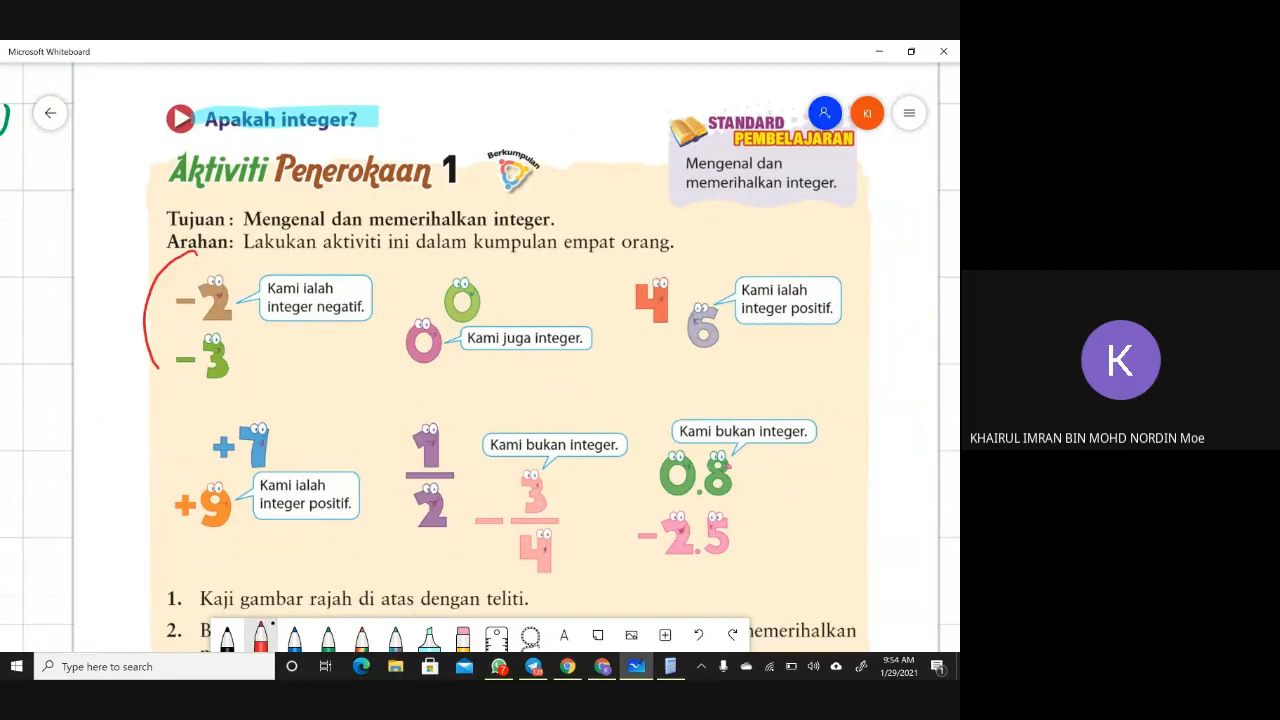 Microsoft Whiteboard
Apakah integer?
Aktiviti Penerokaan 1
Berkumpulan
STANDARD
PEMBELAJARAN
Mengenal dan
memerihalkan integer.
KI
Tujuan : Mengenal dan memerihalkan integer.
Arahan: Lakukan aktiviti ini dalam kumpulan empat orang.
−2
−3
Kami ialah
integer negatif.
0
0
Kami juga integer.
4
6
Kami ialah
integer positif.
+7
+9
Kami ialah
integer positif.
1/2
Kami bukan integer.
−3/4
Kami bukan integer.
0.8
−2.5
1. Kaji gambar rajah di atas dengan teliti.
2. B
memerihalkan
A
Type here to search
9:54 AM
1/29/2021
K
KHAIRUL IMRAN BIN MOHD NORDIN Moe